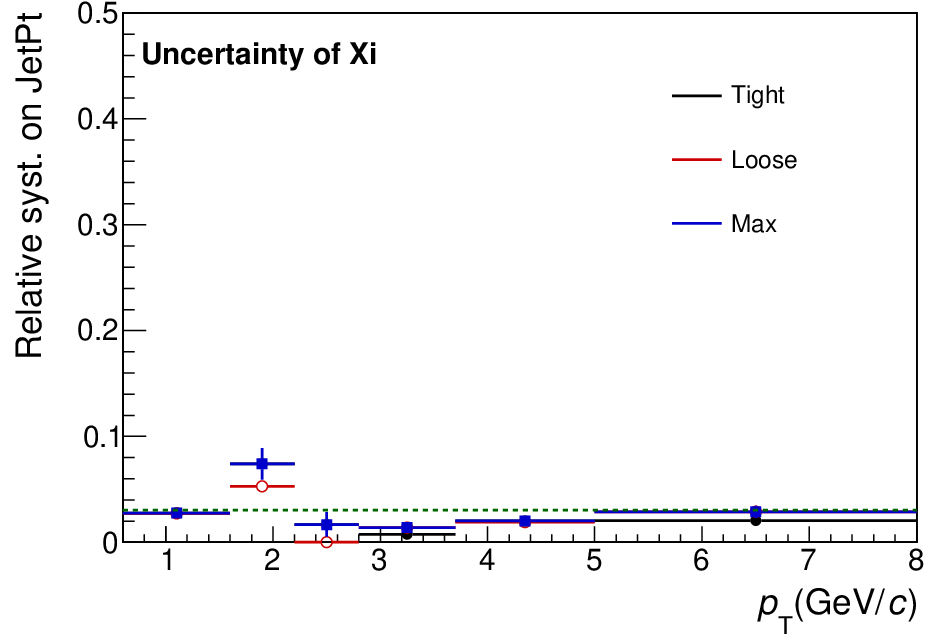 Relative syst. on JetPt
0.5
0.4
0.3
0.2
0.1
0
Uncertainty of Xi
Tight
Loose
Max
1 2 3 4 5 6 7 8
p_T(GeV/c)